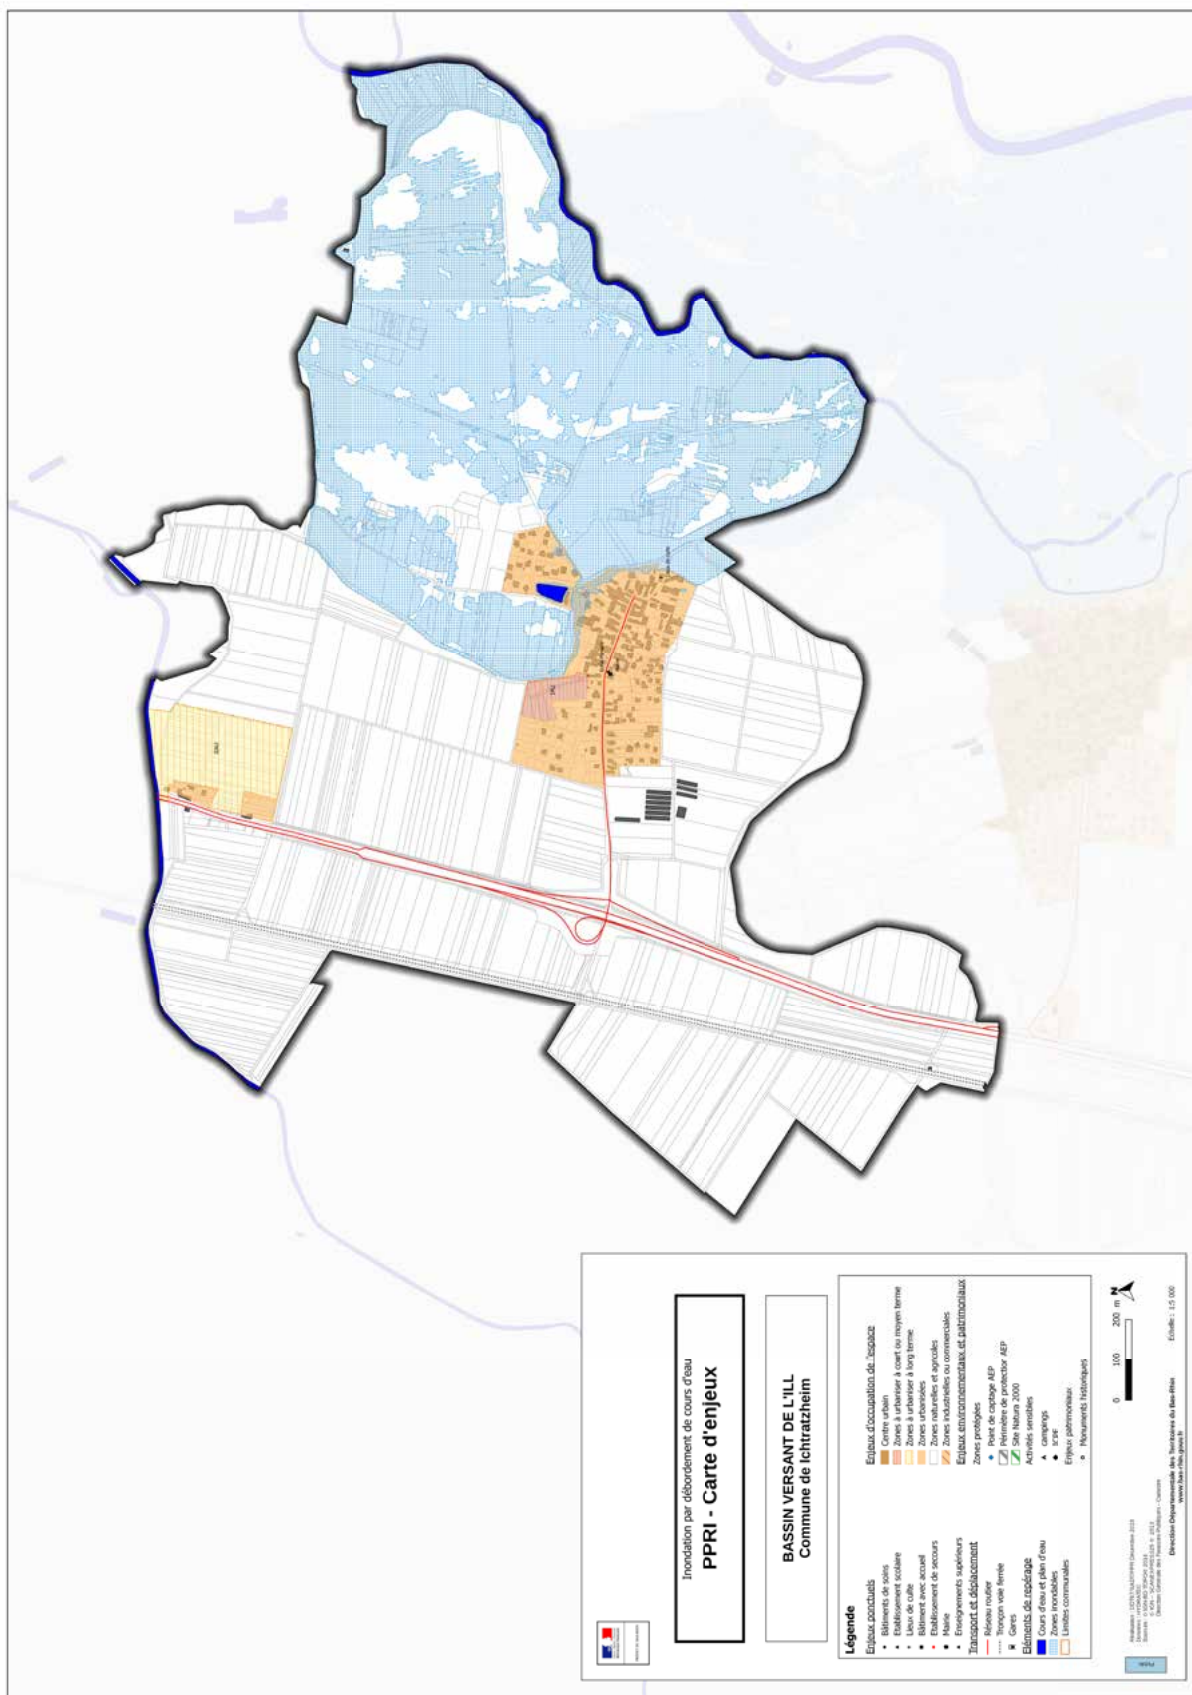 Inondation par débordement de cours d'eau
PPRI - Carte d'enjeux
BASSIN VERSANT DE L'ILL
Commune de Ichtratzheim
Légende
Enjeux ponctuels
Bâtiments de soins
Etablissement scolaire
Lieux de culte
Bâtiment avec accueil
Etablissement de secours
Mairie
Enseignements supérieurs
Transport et déplacement
Réseau routier
Tronçon voie ferrée
Gares
Eléments de repérage
Cours d'eau et plan d'eau
Zones inondables
Limites communales
Enjeux d'occupation de l'espace
Centre urbain
Zones à urbaniser à court ou moyen terme
Zones à urbaniser à long terme
Zones urbanisées
Zones naturelles et agricoles
Zones industrielles ou commerciales
Enjeux environnementaux et patrimoniaux
Zones protégées
Point de captage AEP
Périmètre de protection AEP
Site Natura 2000
Activités sensibles
campings
ICPE
Enjeux patrimoniaux
Monuments historiques
0 100 200 m
N
Direction Départementale des Territoires du Bas-Rhin
www.bas-rhin.gouv.fr
Echelle : 1:5 000